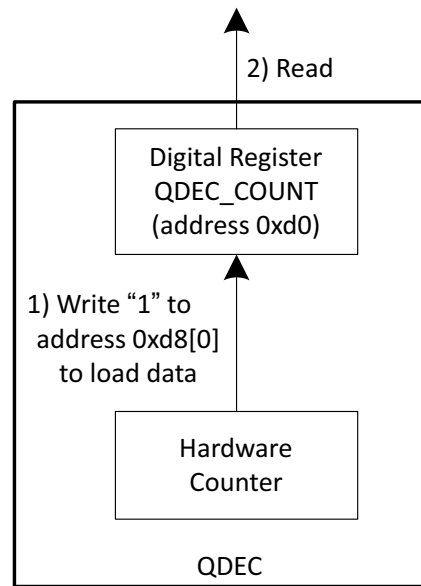 2) Read
Digital Register
QDEC_COUNT
(address 0xd0)
1) Write “1” to
address 0xd8[0]
to load data
Hardware
Counter
QDEC